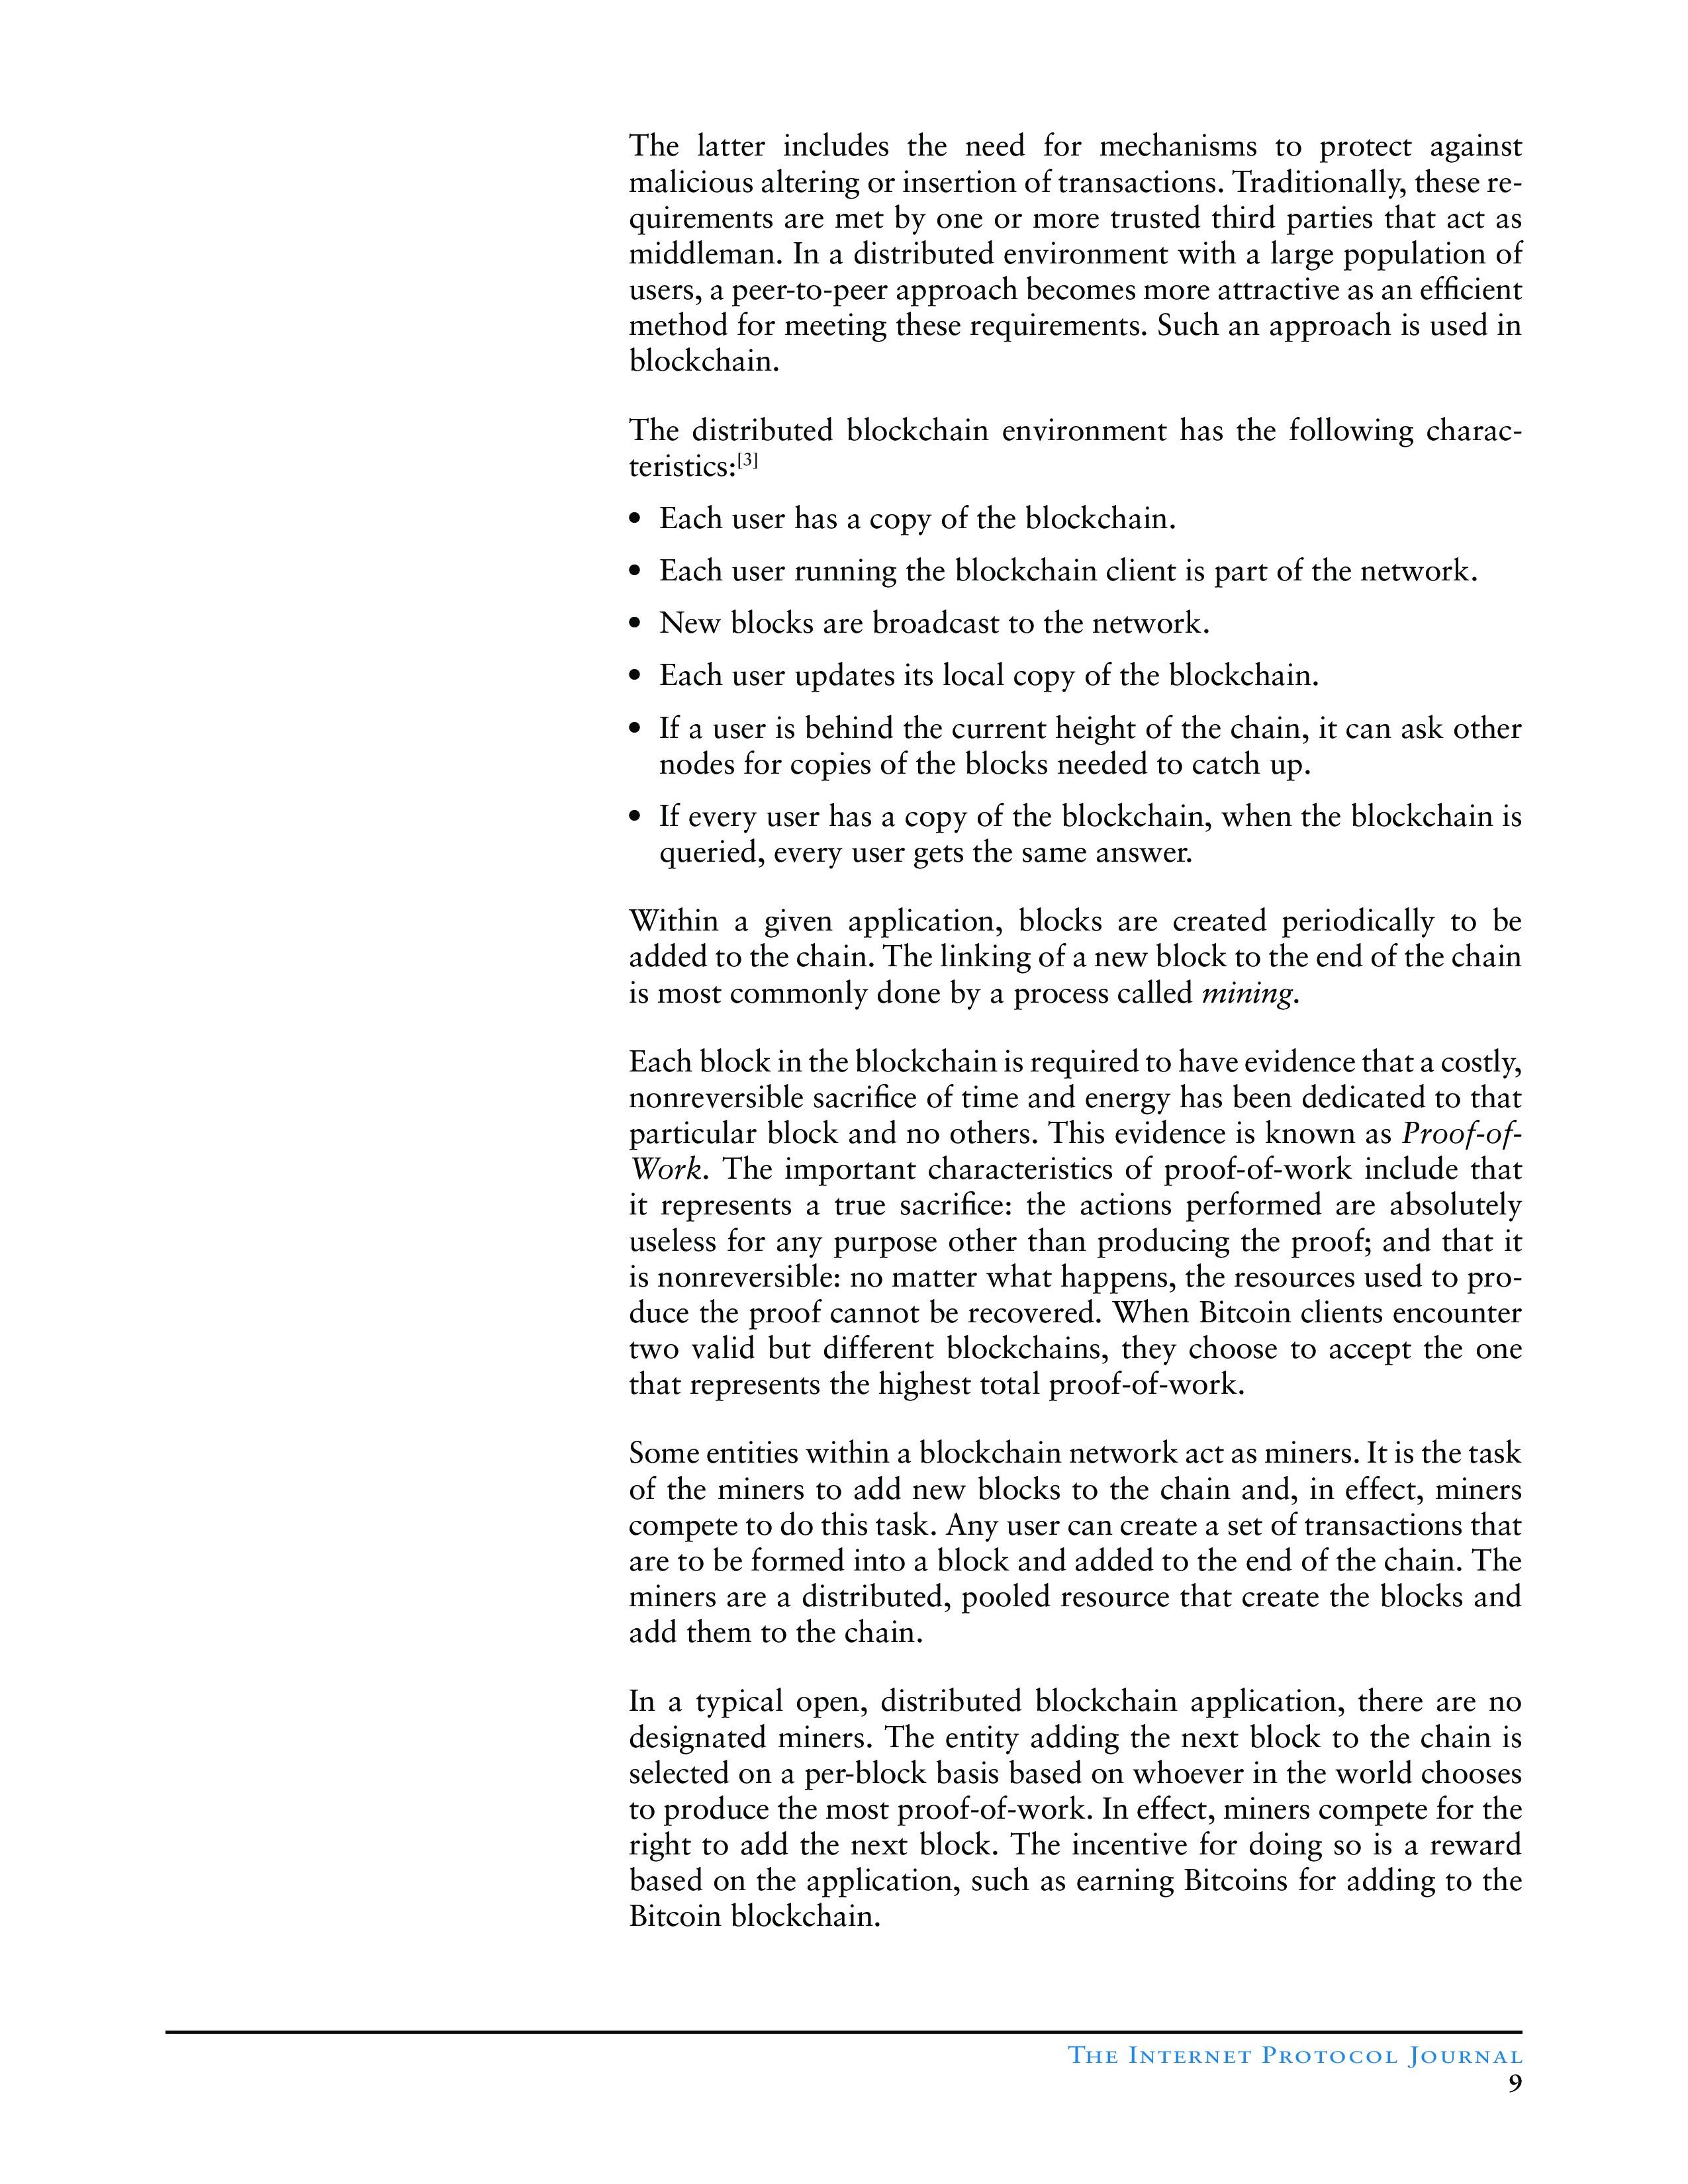 The latter includes the need for mechanisms to protect against
malicious altering or insertion of transactions. Traditionally, these re-
quirements are met by one or more trusted third parties that act as
middleman. In a distributed environment with a large population of
users, a peer-to-peer approach becomes more attractive as an efficient
method for meeting these requirements. Such an approach is used in
blockchain.
The distributed blockchain environment has the following charac-
teristics:[3]
• Each user has a copy of the blockchain.
• Each user running the blockchain client is part of the network.
• New blocks are broadcast to the network.
• Each user updates its local copy of the blockchain.
• If a user is behind the current height of the chain, it can ask other
nodes for copies of the blocks needed to catch up.
• If every user has a copy of the blockchain, when the blockchain is
queried, every user gets the same answer.
Within a given application, blocks are created periodically to be
added to the chain. The linking of a new block to the end of the chain
is most commonly done by a process called mining.
Each block in the blockchain is required to have evidence that a costly,
nonreversible sacrifice of time and energy has been dedicated to that
particular block and no others. This evidence is known as Proof-of-
Work. The important characteristics of proof-of-work include that
it represents a true sacrifice: the actions performed are absolutely
useless for any purpose other than producing the proof; and that it
is nonreversible: no matter what happens, the resources used to pro-
duce the proof cannot be recovered. When Bitcoin clients encounter
two valid but different blockchains, they choose to accept the one
that represents the highest total proof-of-work.
Some entities within a blockchain network act as miners. It is the task
of the miners to add new blocks to the chain and, in effect, miners
compete to do this task. Any user can create a set of transactions that
are to be formed into a block and added to the end of the chain. The
miners are a distributed, pooled resource that create the blocks and
add them to the chain.
In a typical open, distributed blockchain application, there are no
designated miners. The entity adding the next block to the chain is
selected on a per-block basis based on whoever in the world chooses
to produce the most proof-of-work. In effect, miners compete for the
right to add the next block. The incentive for doing so is a reward
based on the application, such as earning Bitcoins for adding to the
Bitcoin blockchain.
The Internet Protocol Journal
9